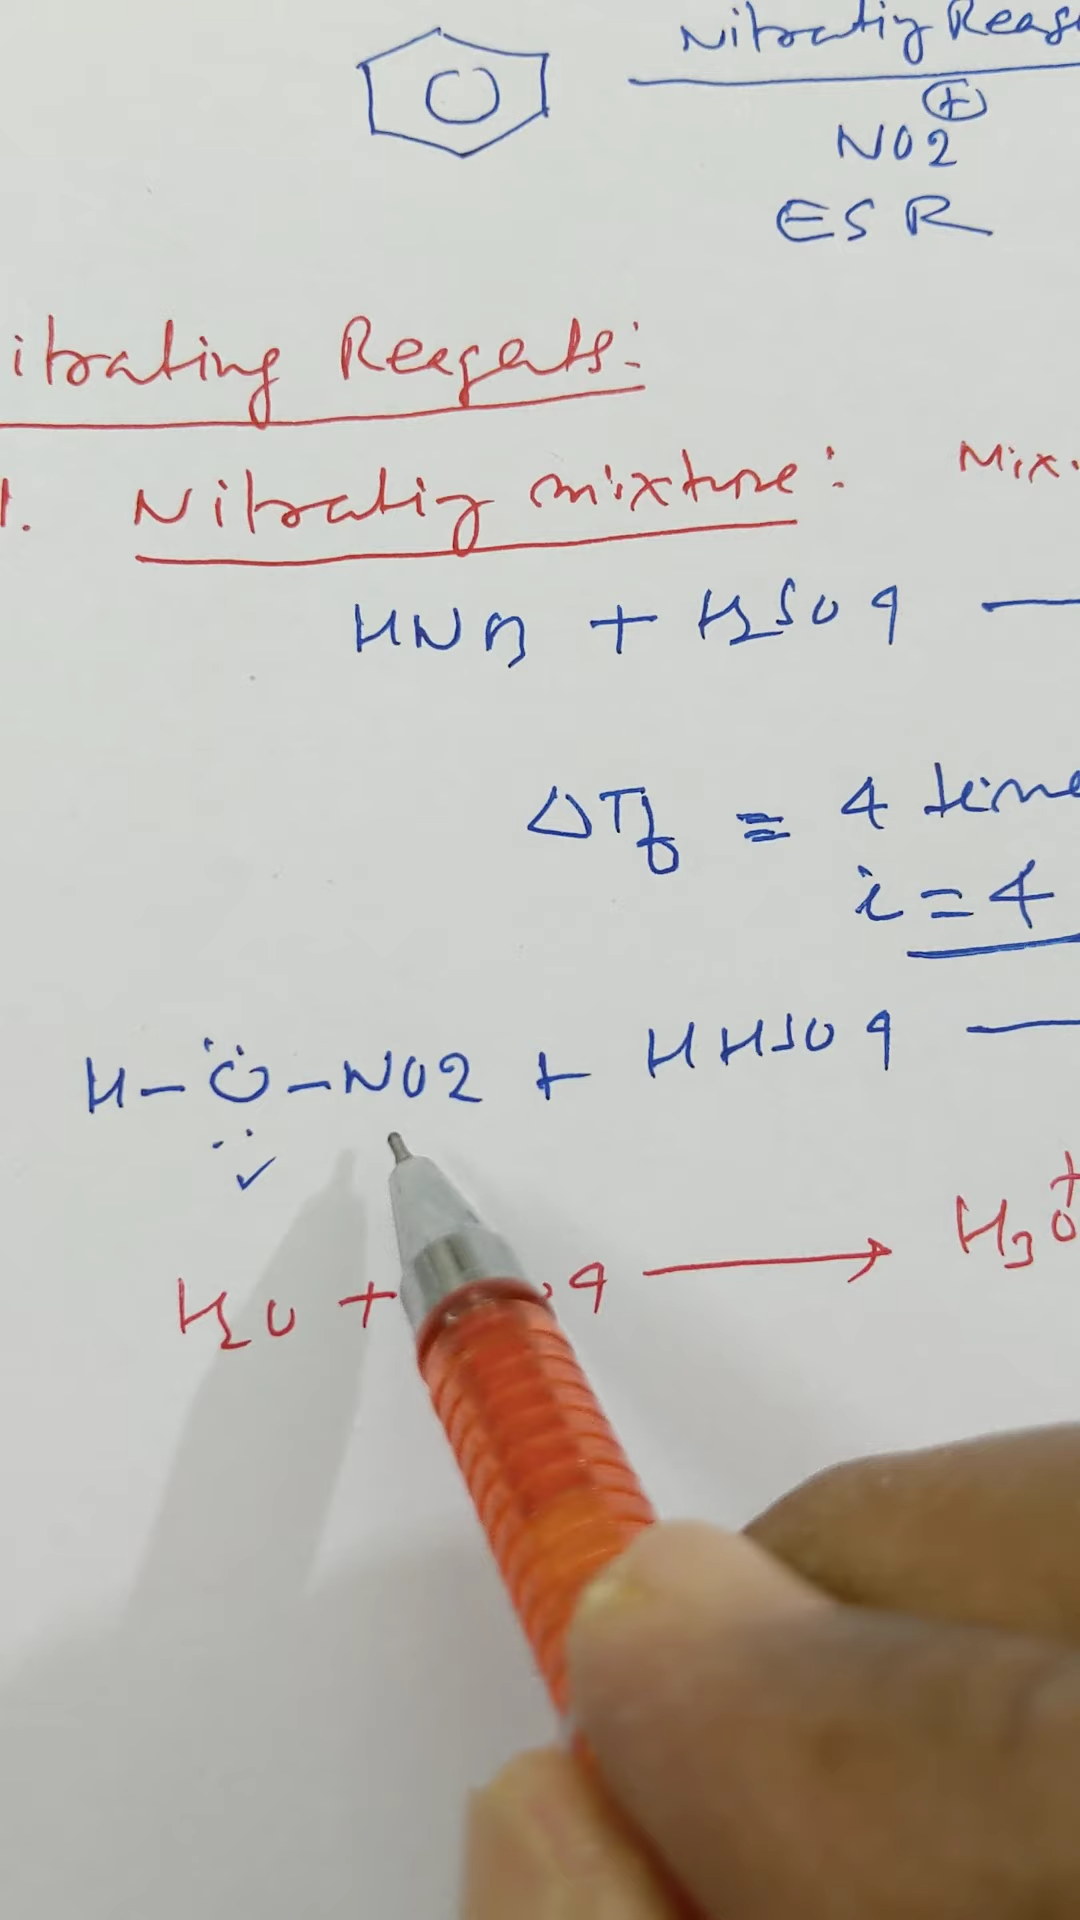 Nitrating Reag
+
NO2
ESR
itrating Reagents:
1. Nitrating mixture: Mix.
HNO3 + H2SO4
ΔTf = 4 time
i = 4
H-O-NO2 + HHSO4
H2O + 4 → H3O+